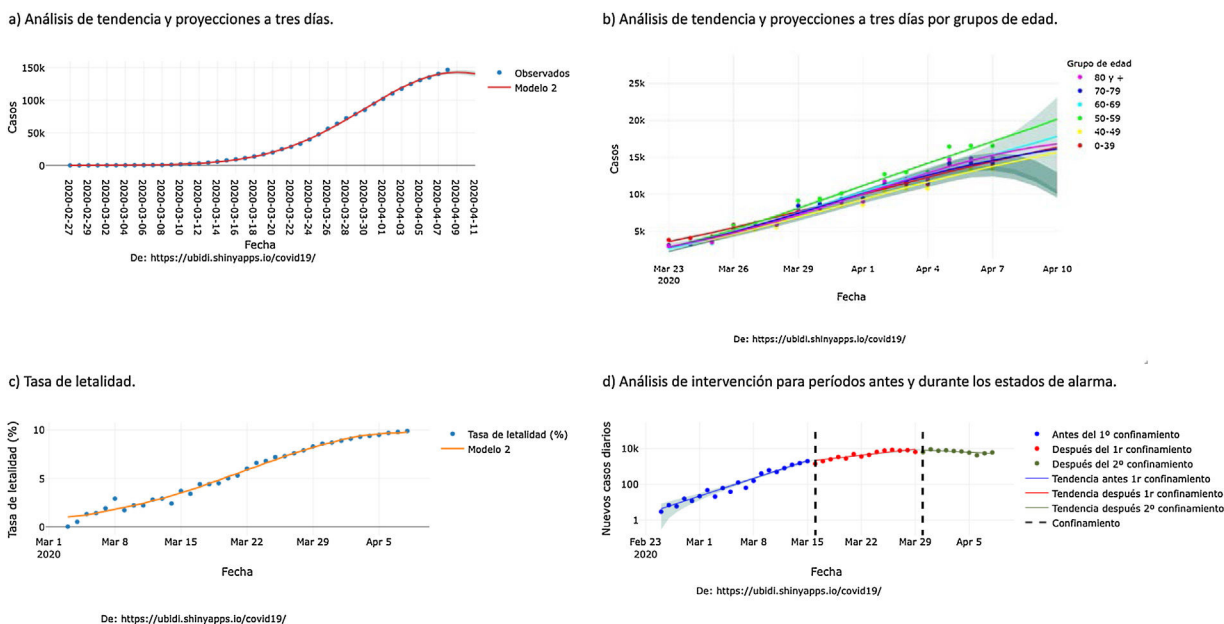 a) Análisis de tendencia y proyecciones a tres días.
150k
100k
50k
0
Casos
Observados
Modelo 2
2020-02-27
2020-02-29
2020-03-02
2020-03-04
2020-03-06
2020-03-08
2020-03-10
2020-03-12
2020-03-14
2020-03-16
2020-03-18
2020-03-20
2020-03-22
2020-03-24
2020-03-26
2020-03-28
2020-03-30
2020-04-01
2020-04-03
2020-04-05
2020-04-07
2020-04-09
2020-04-11
Fecha
De: https://ubidi.shinyapps.io/covid19/
b) Análisis de tendencia y proyecciones a tres días por grupos de edad.
25k
20k
15k
10k
5k
Casos
Grupo de edad
80 y +
70-79
60-69
50-59
40-49
0-39
Mar 23 Mar 26 Mar 29 Apr 1 Apr 4 Apr 7 Apr 10
2020
Fecha
De: https://ubidi.shinyapps.io/covid19/
c) Tasa de letalidad.
10
5
0
Tasa de letalidad (%)
Tasa de letalidad (%)
Modelo 2
Mar 1 Mar 8 Mar 15 Mar 22 Mar 29 Apr 5
2020
Fecha
De: https://ubidi.shinyapps.io/covid19/
d) Análisis de intervención para períodos antes y durante los estados de alarma.
10k
100
1
Nuevos casos diarios
Antes del 1º confinamiento
Después del 1r confinamiento
Después del 2º confinamiento
Tendencia antes 1r confinamiento
Tendencia después 1r confinamiento
Tendencia después 2º confinamiento
Confinamiento
Feb 23 Mar 1 Mar 8 Mar 15 Mar 22 Mar 29 Apr 5
2020
Fecha
De: https://ubidi.shinyapps.io/covid19/